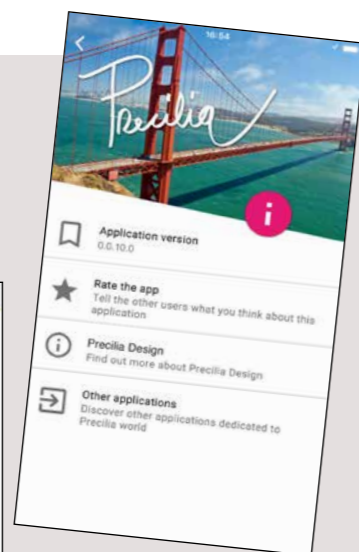 16:54
Precilia
i
Application version
0.0.10.0
Rate the app
Tell the other users what you think about this
application
Precilia Design
Find out more about Precilia Design
Other applications
Discover other applications dedicated to
Precilia world